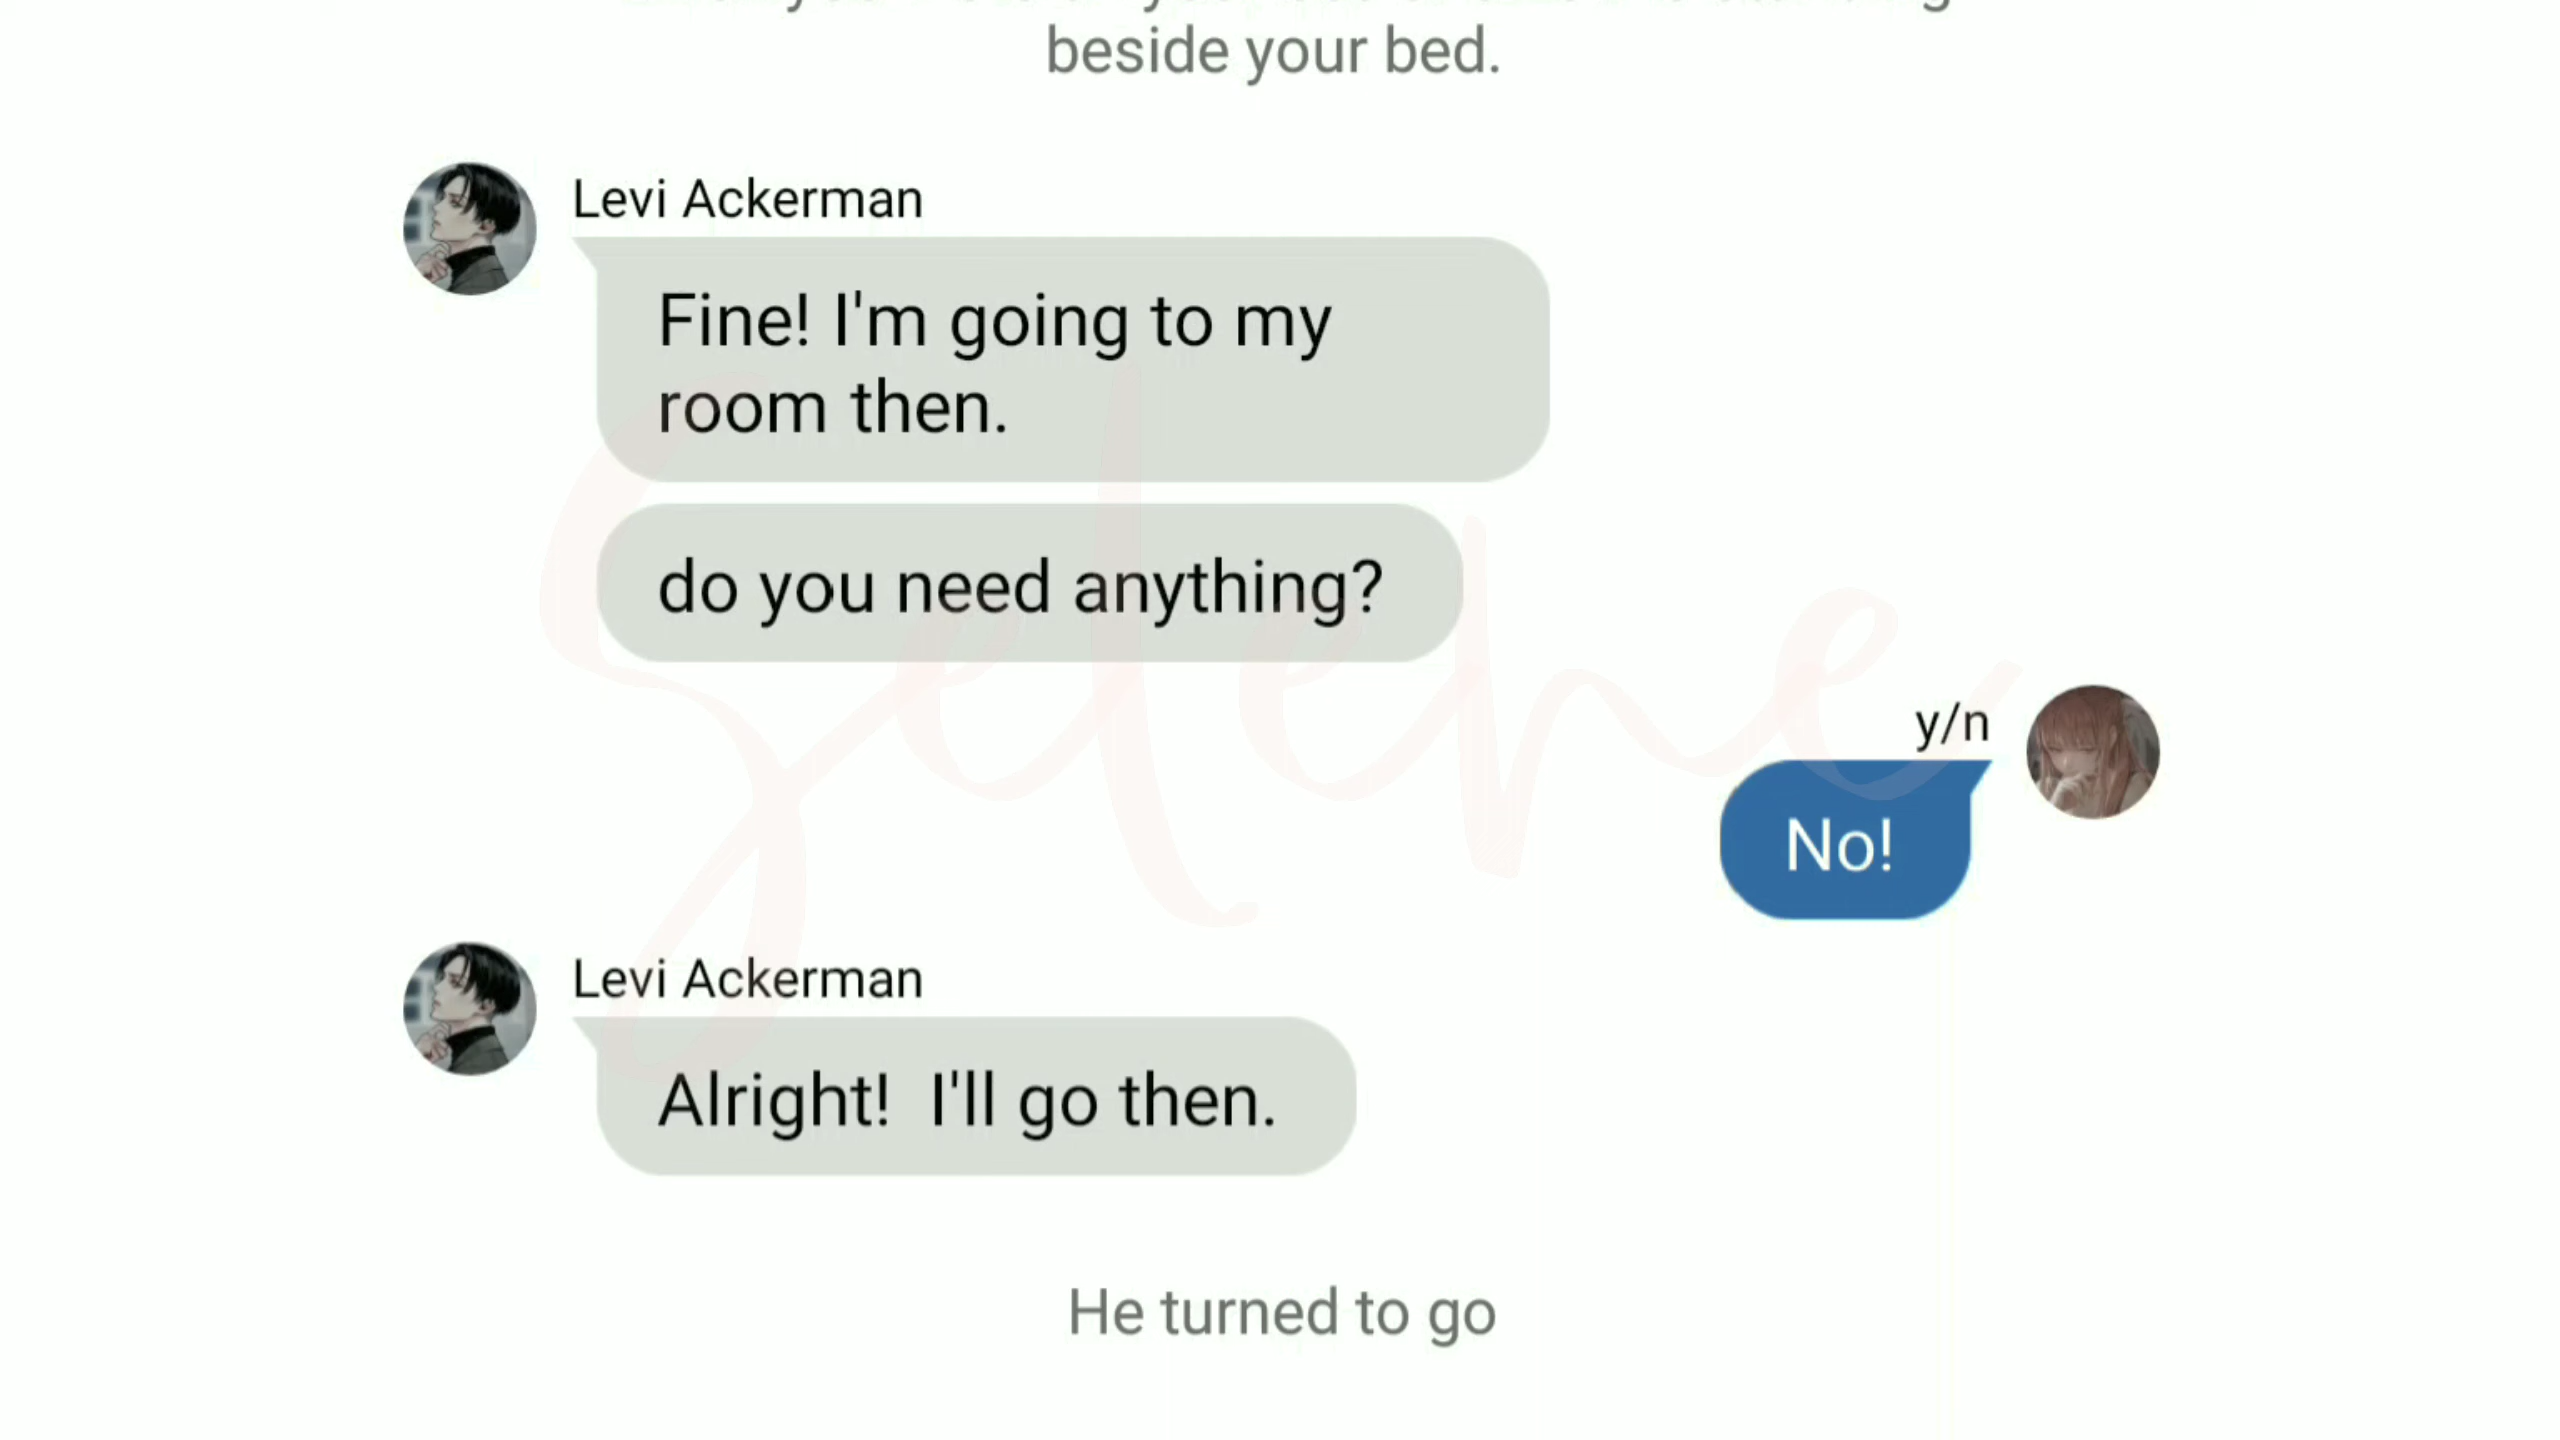 beside your bed.
Levi Ackerman
Fine! I'm going to my
room then.
do you need anything?
y/n
No!
Levi Ackerman
Alright!  I'll go then.
He turned to go
Selene